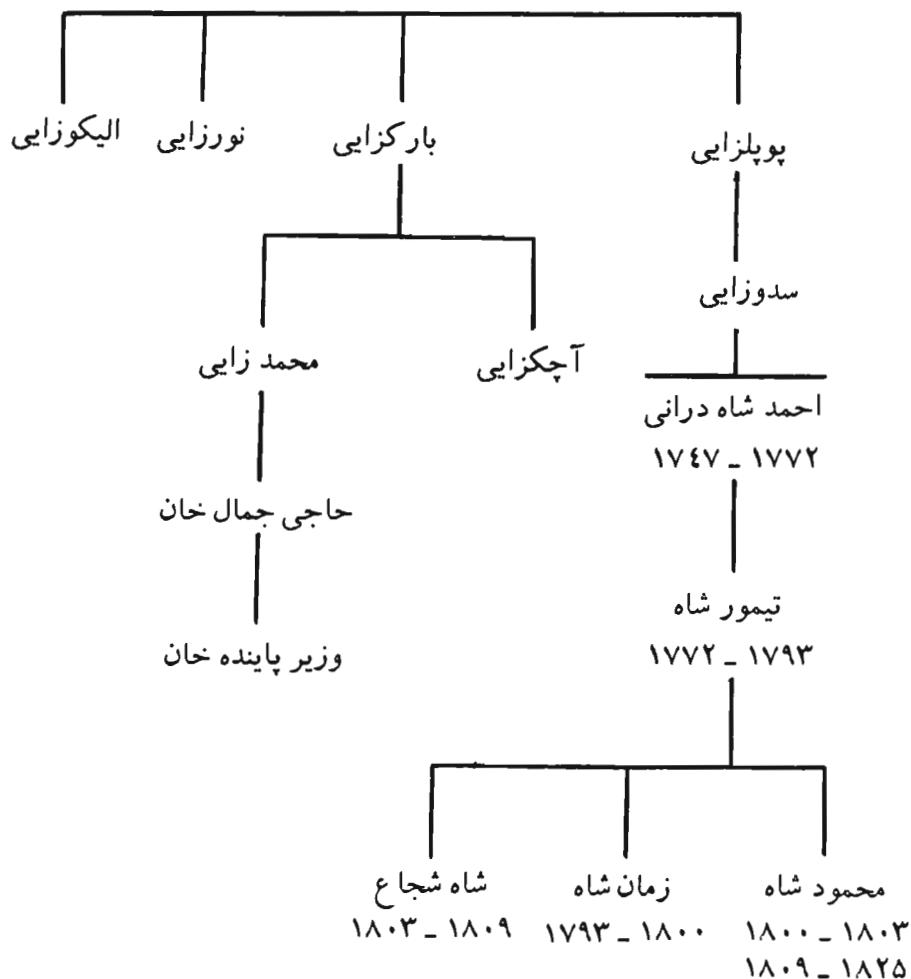 پوپلزایی
بارکزایی
نورزایی
الیکوزایی
سدوزایی
آچکزایی
محمد زایی
احمد شاه درانی
۱۷٤۷ ـ ۱۷۷۲
حاجی جمال خان
تیمور شاه
۱۷۷۲ ـ ۱۷۹۳
وزیر پاینده خان
محمود شاه
۱۸۰۰ ـ ۱۸۰۳
۱۸۰۹ ـ ۱۸۲۵
زمان شاه
۱۷۹۳ ـ ۱۸۰۰
شاه شجاع
۱۸۰۳ ـ ۱۸۰۹